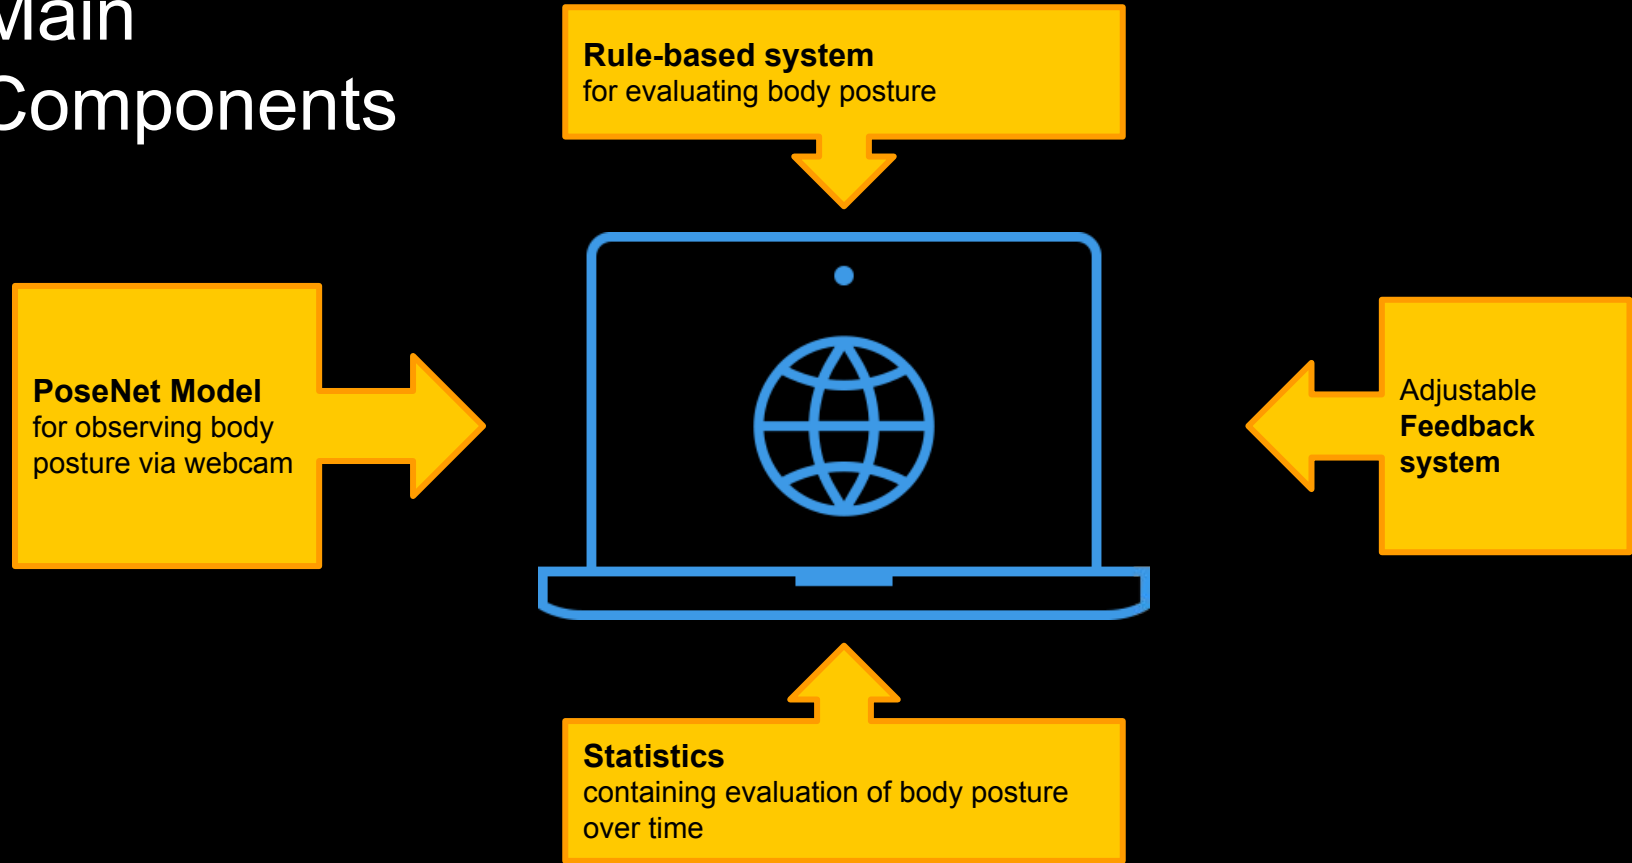 Main
Components
Rule-based system
for evaluating body posture
PoseNet Model
for observing body
posture via webcam
Adjustable
Feedback
system
Statistics
containing evaluation of body posture
over time